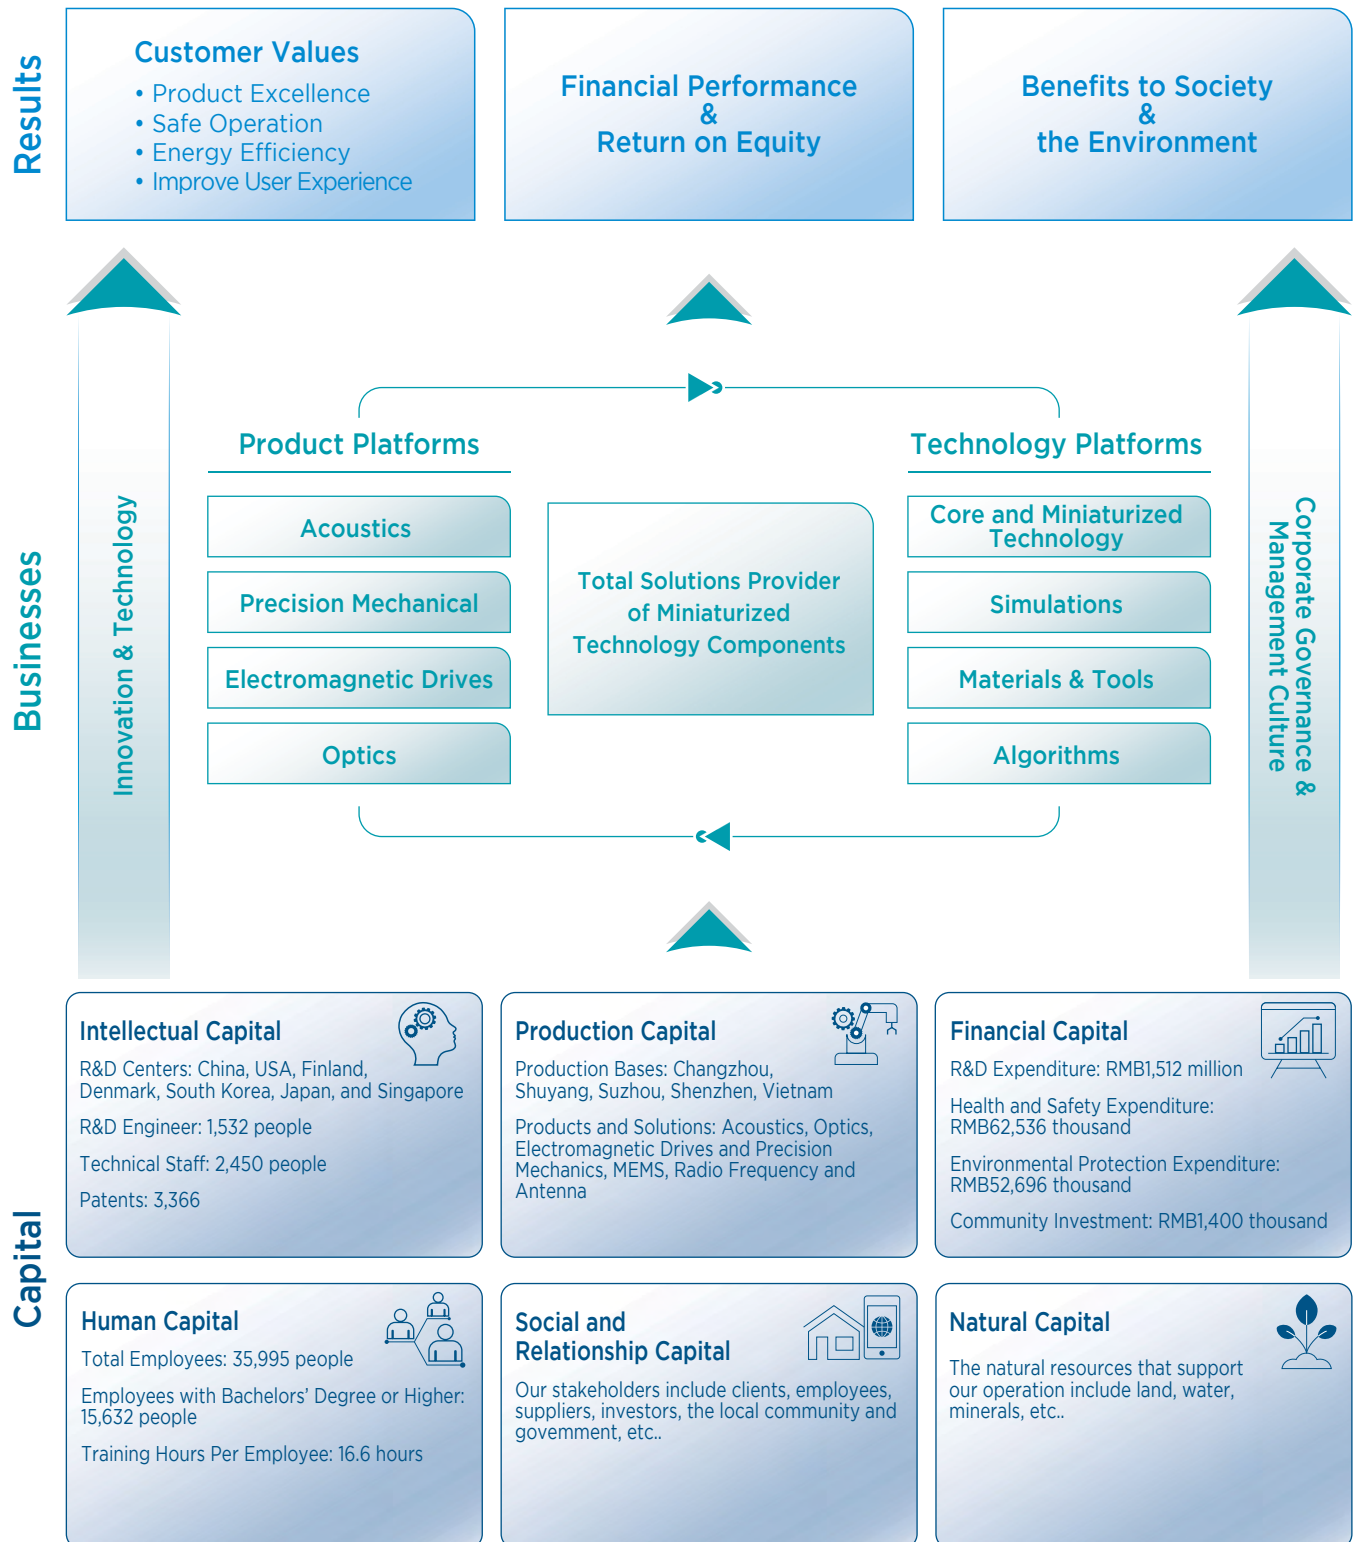 Results
Customer Values
• Product Excellence
• Safe Operation
• Energy Efficiency
• Improve User Experience
Financial Performance
&
Return on Equity
Benefits to Society
&
the Environment
Businesses
Innovation & Technology
Product Platforms
Acoustics
Precision Mechanical
Electromagnetic Drives
Optics
Total Solutions Provider
of Miniaturized
Technology Components
Technology Platforms
Core and Miniaturized
Technology
Simulations
Materials & Tools
Algorithms
Corporate Governance &
Management Culture
Capital
Intellectual Capital
R&D Centers: China, USA, Finland,
Denmark, South Korea, Japan, and Singapore
R&D Engineer: 1,532 people
Technical Staff: 2,450 people
Patents: 3,366
Production Capital
Production Bases: Changzhou,
Shuyang, Suzhou, Shenzhen, Vietnam
Products and Solutions: Acoustics, Optics,
Electromagnetic Drives and Precision
Mechanics, MEMS, Radio Frequency and
Antenna
Financial Capital
R&D Expenditure: RMB1,512 million
Health and Safety Expenditure:
RMB62,536 thousand
Environmental Protection Expenditure:
RMB52,696 thousand
Community Investment: RMB1,400 thousand
Human Capital
Total Employees: 35,995 people
Employees with Bachelors’ Degree or Higher:
15,632 people
Training Hours Per Employee: 16.6 hours
Social and
Relationship Capital
Our stakeholders include clients, employees,
suppliers, investors, the local community and
govemment, etc..
Natural Capital
The natural resources that support
our operation include land, water,
minerals, etc..